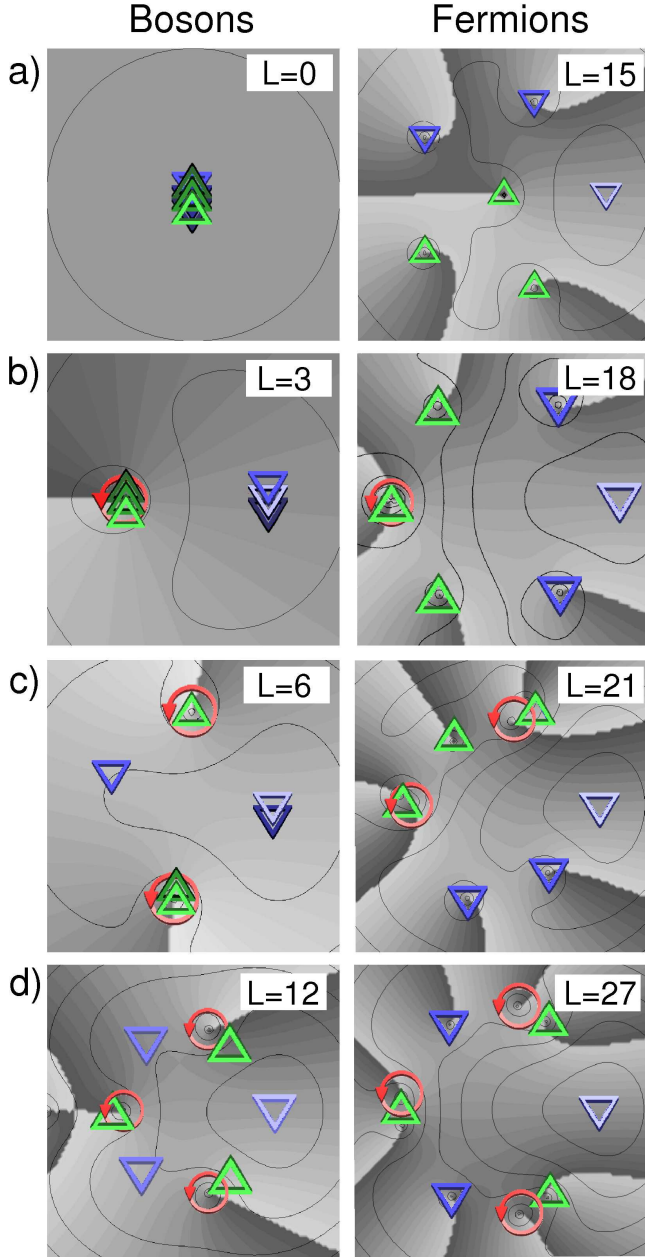 Bosons Fermions
a) L=0 L=15
b) L=3 L=18
c) L=6 L=21
d) L=12 L=27